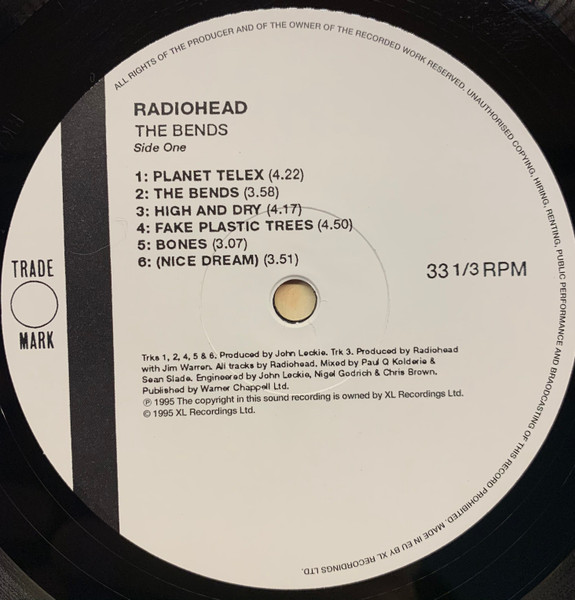 ALL RIGHTS OF THE PRODUCER AND OF THE OWNER OF THE RECORDED WORK RESERVED. UNAUTHORISED COPYING, HIRING, RENTING, PUBLIC PERFORMANCE AND BROADCASTING OF THIS RECORD PROHIBITED. MADE IN EU BY XL RECORDINGS LTD.
RADIOHEAD
THE BENDS
Side One
1: PLANET TELEX (4.22)
2: THE BENDS (3.58)
3: HIGH AND DRY (4.17)
4: FAKE PLASTIC TREES (4.50)
5: BONES (3.07)
6: (NICE DREAM) (3.51)
TRADE
MARK
33 1/3 RPM
Trks 1, 2, 4, 5 & 6. Produced by John Leckie. Trk 3. Produced by Radiohead
with Jim Warren. All tracks by Radiohead. Mixed by Paul Q Kolderie &
Sean Slade. Engineered by John Leckie, Nigel Godrich & Chris Brown.
Published by Warner Chappell Ltd.
℗ 1995 The copyright in this sound recording is owned by XL Recordings Ltd.
© 1995 XL Recordings Ltd.